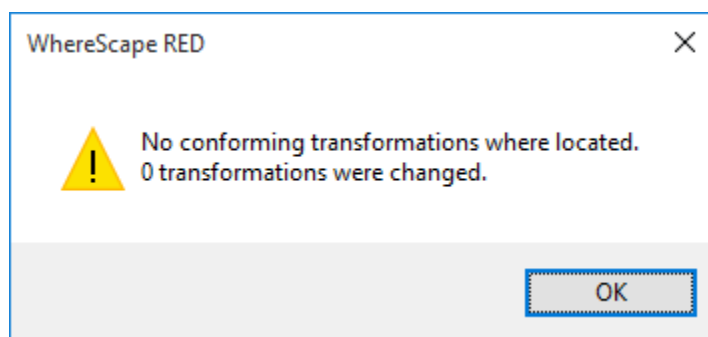 WhereScape RED
No conforming transformations where located.
0 transformations were changed.
OK